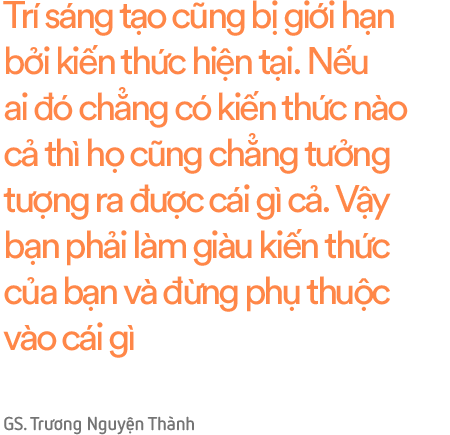 Trí sáng tạo cũng bị giới hạn
bởi kiến thức hiện tại. Nếu
ai đó chẳng có kiến thức nào
cả thì họ cũng chẳng tưởng
tượng ra được cái gì cả. Vậy
bạn phải làm giàu kiến thức
của bạn và đừng phụ thuộc
vào cái gì
GS. Trương Nguyện Thành